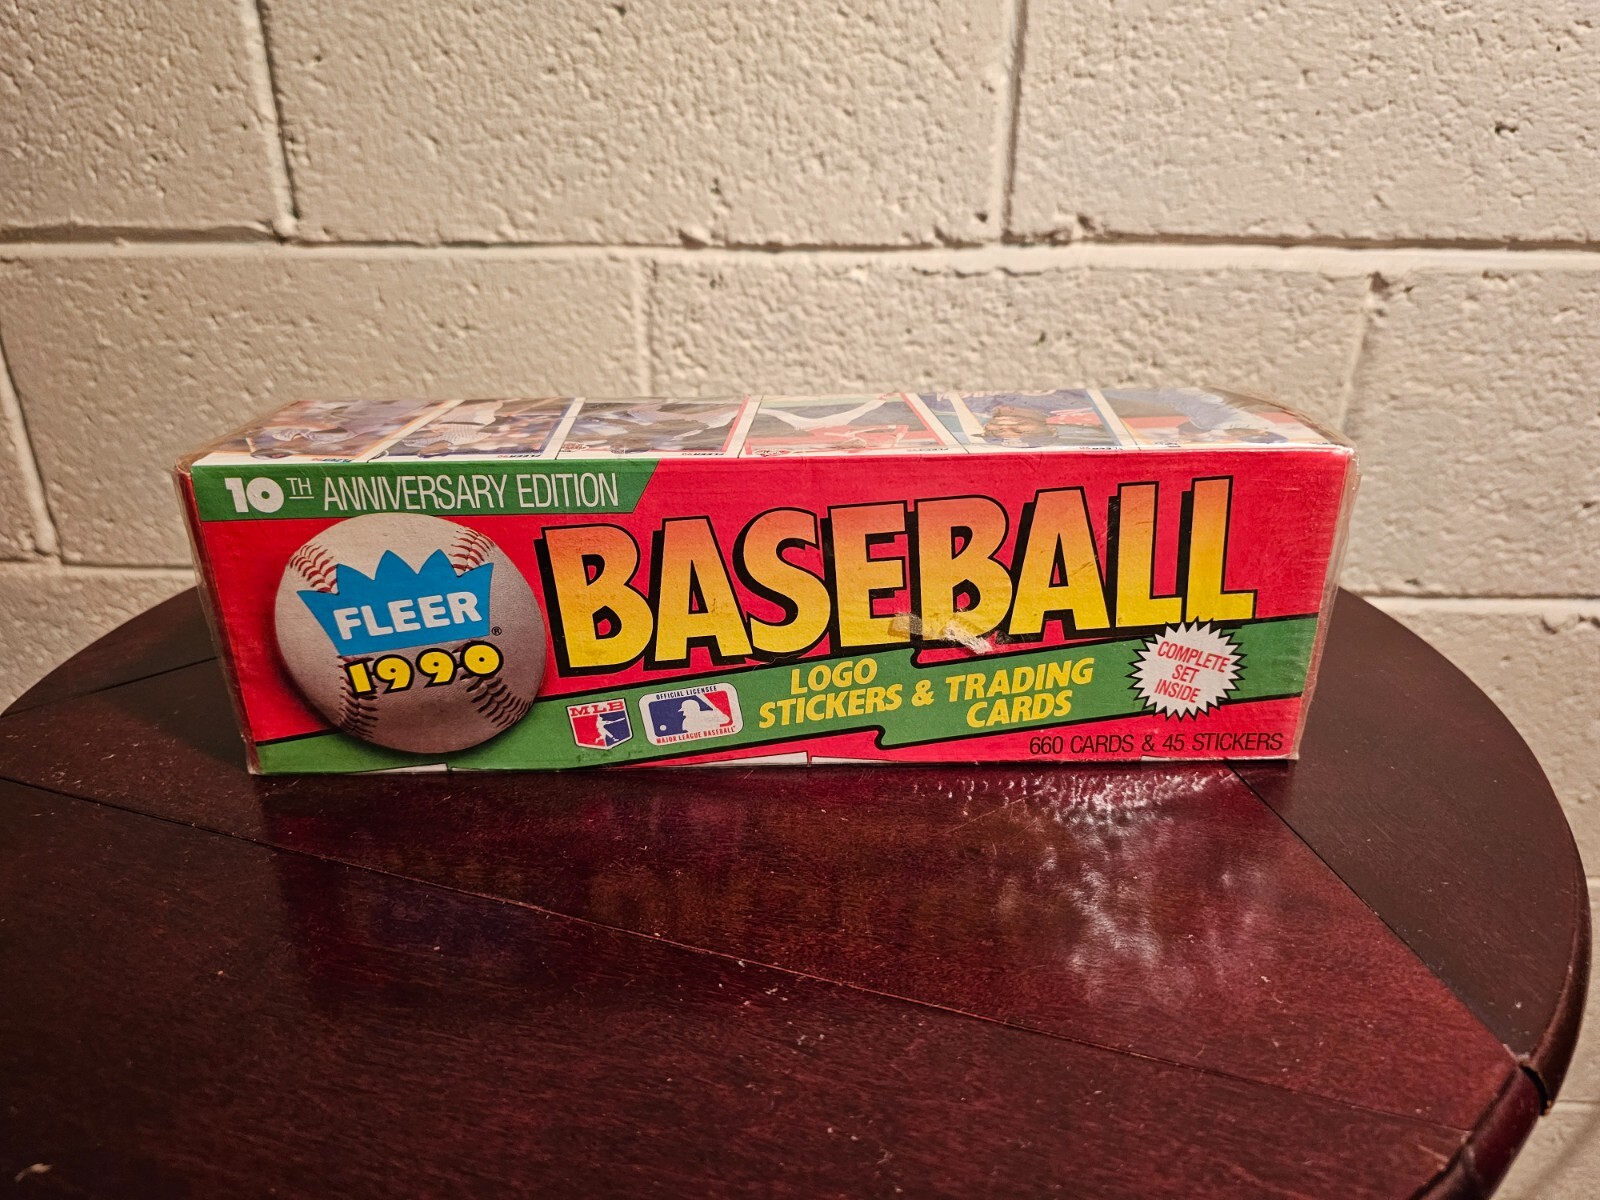 10TH ANNIVERSARY EDITION
BASEBALL
FLEER®
1990
MLB
OFFICIAL LICENSEE
MAJOR LEAGUE BASEBALL
LOGO
STICKERS & TRADING
CARDS
COMPLETE
SET
INSIDE
660 CARDS & 45 STICKERS